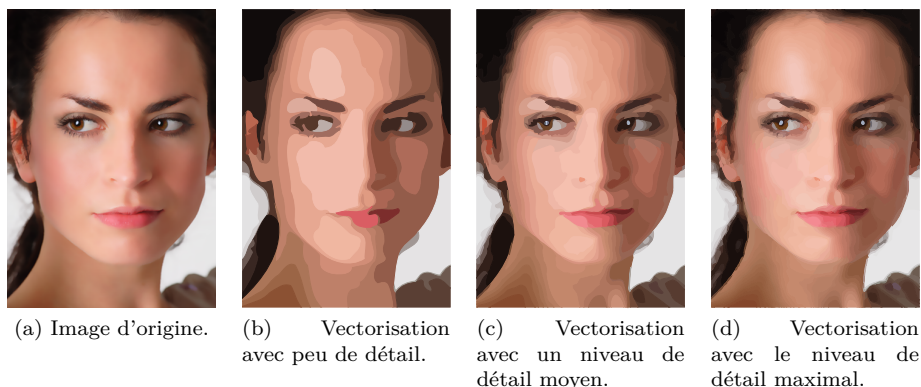 (a) Image d'origine.
(b) Vectorisation
avec peu de détail.
(c) Vectorisation
avec un niveau de
détail moyen.
(d) Vectorisation
avec le niveau de
détail maximal.